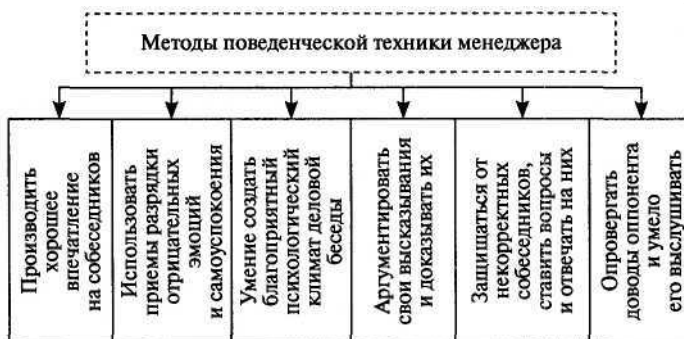 Методы поведенческой техники менеджера
Производить
хорошее
впечатление
на собеседников
Использовать
приемы разрядки
отрицательных
эмоций
и самоуспокоения
Умение создать
благоприятный
психологический
климат деловой
беседы
Аргументировать
свои высказывания
и доказывать их
Защищаться от
некорректных
собеседников,
ставить вопросы
и отвечать на них
Опровергать
доводы оппонента
и умело
его выслушивать